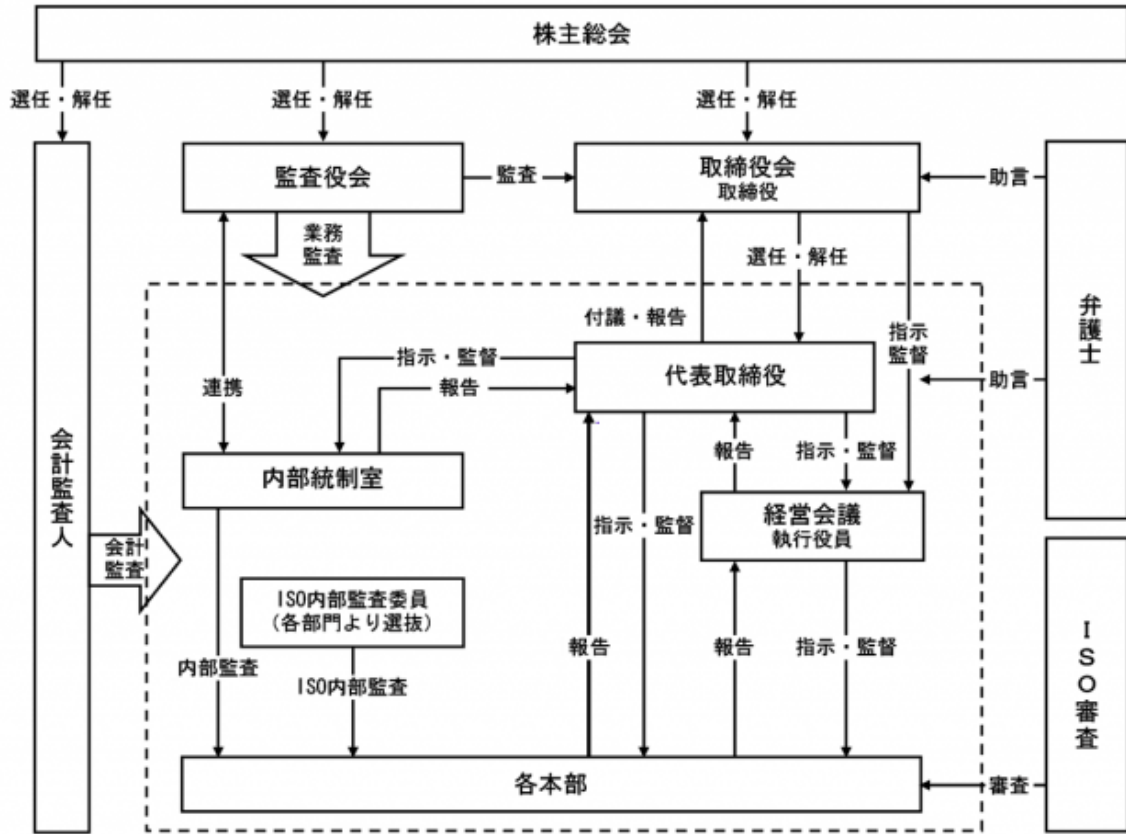 株主総会
選任・解任
選任・解任
選任・解任
監査役会
監査
取締役会
取締役
助言
業務
監査
選任・解任
弁護士
付議・報告
指示
監督
指示・監督
代表取締役
助言
連携
報告
報告
指示・監督
会計監査人
内部統制室
経営会議
執行役員
指示・監督
会計
監査
ISO内部監査委員
(各部門より選抜)
ISO審査
内部監査
ISO内部監査
報告
報告
指示・監督
各本部
審査